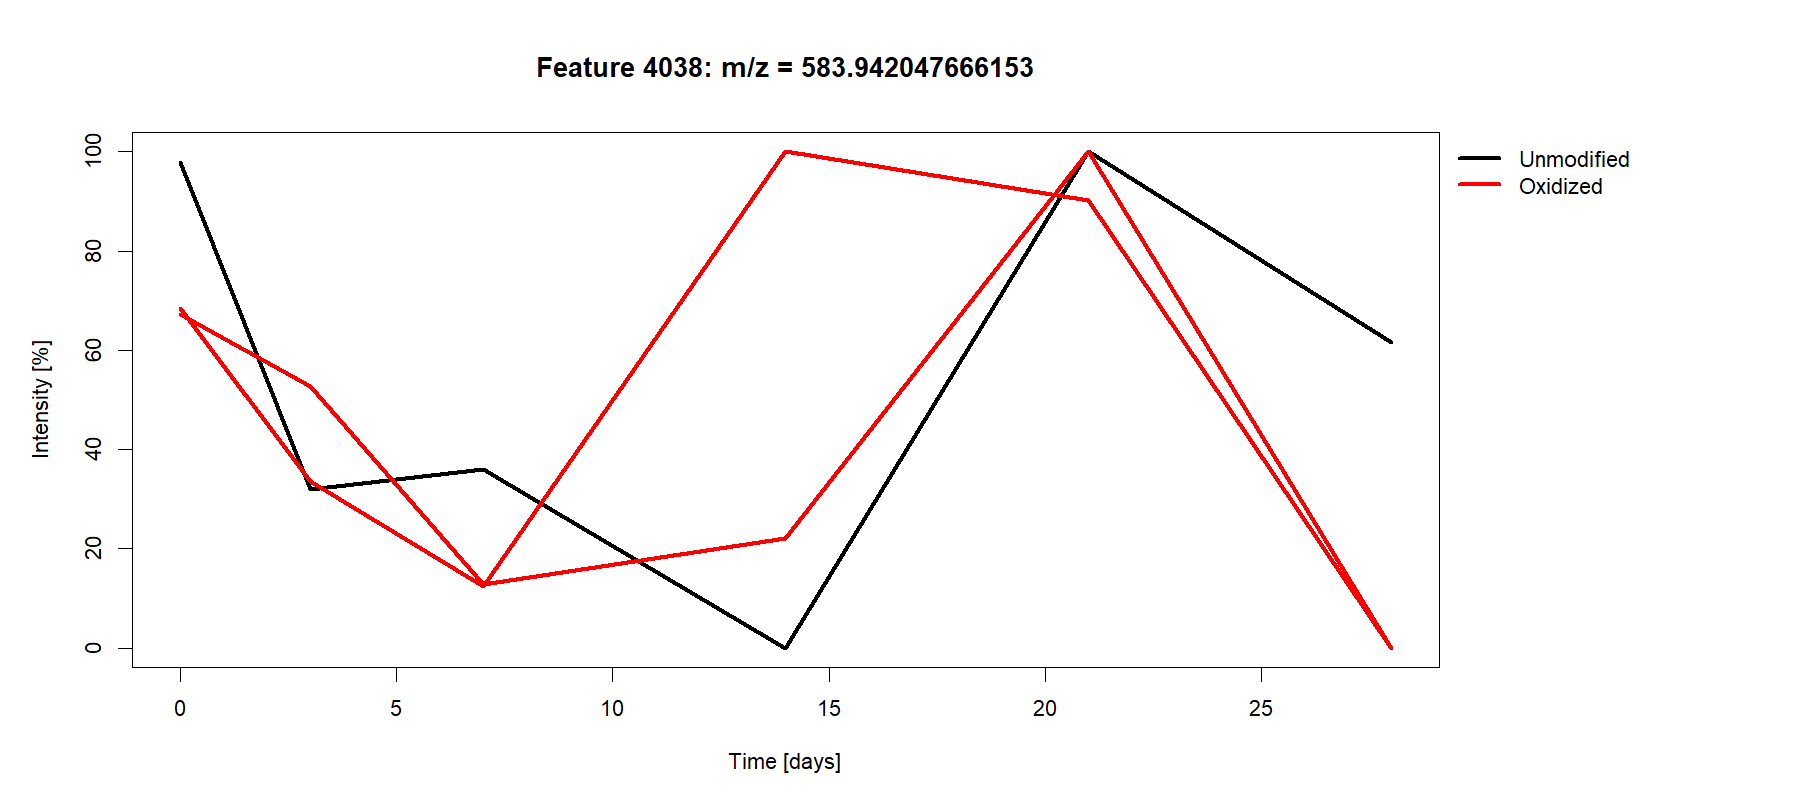 Feature 4038: m/z = 583.942047666153
Unmodified
Oxidized
Intensity [%]
100
80
60
40
20
0
0 5 10 15 20 25
Time [days]